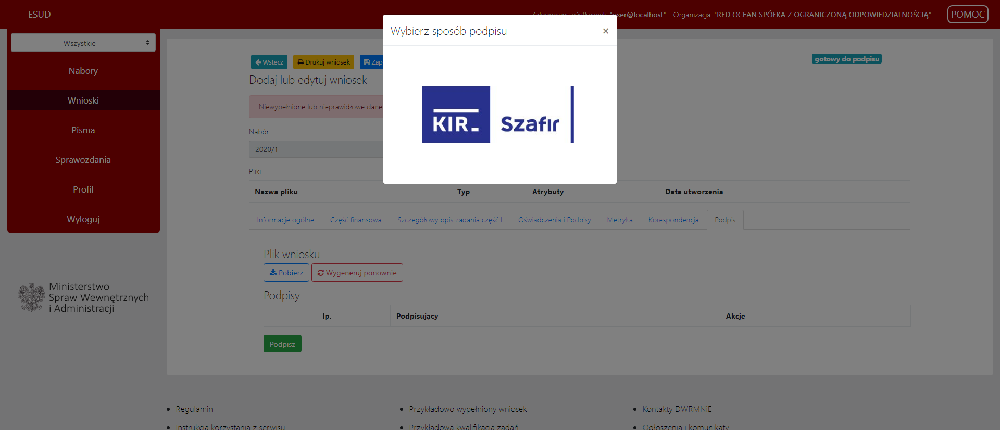 ESUD
Zalogowany użytkownik: "user@localhost" Organizacja: "RED OCEAN SPÓŁKA Z OGRANICZONĄ ODPOWIEDZIALNOŚCIĄ"
POMOC
Wszystkie
Nabory
Wnioski
Pisma
Sprawozdania
Profil
Wyloguj
Ministerstwo
Spraw Wewnętrznych
i Administracji
Wybierz sposób podpisu
×
KIR
Szafir
Wstecz
Drukuj wniosek
gotowy do podpisu
Dodaj lub edytuj wniosek
Niewypełnione lub nieprawidłowe dane
Nabór
2020/1
Pliki
Nazwa pliku Typ Atrybuty Data utworzenia
Informacje ogólne Część finansowa Szczegółowy opis zadania część I Oświadczenia i Podpisy Metryka Korespondencja Podpis
Plik wniosku
Pobierz Wygeneruj ponownie
Podpisy
lp. Podpisujący Akcje
Podpisz
Regulamin Przykładowo wypełniony wniosek Kontakty DWRMNiE
Instrukcja korzystania z serwisu Przykładowa kwalifikacja zadań Ogłoszenia i komunikaty